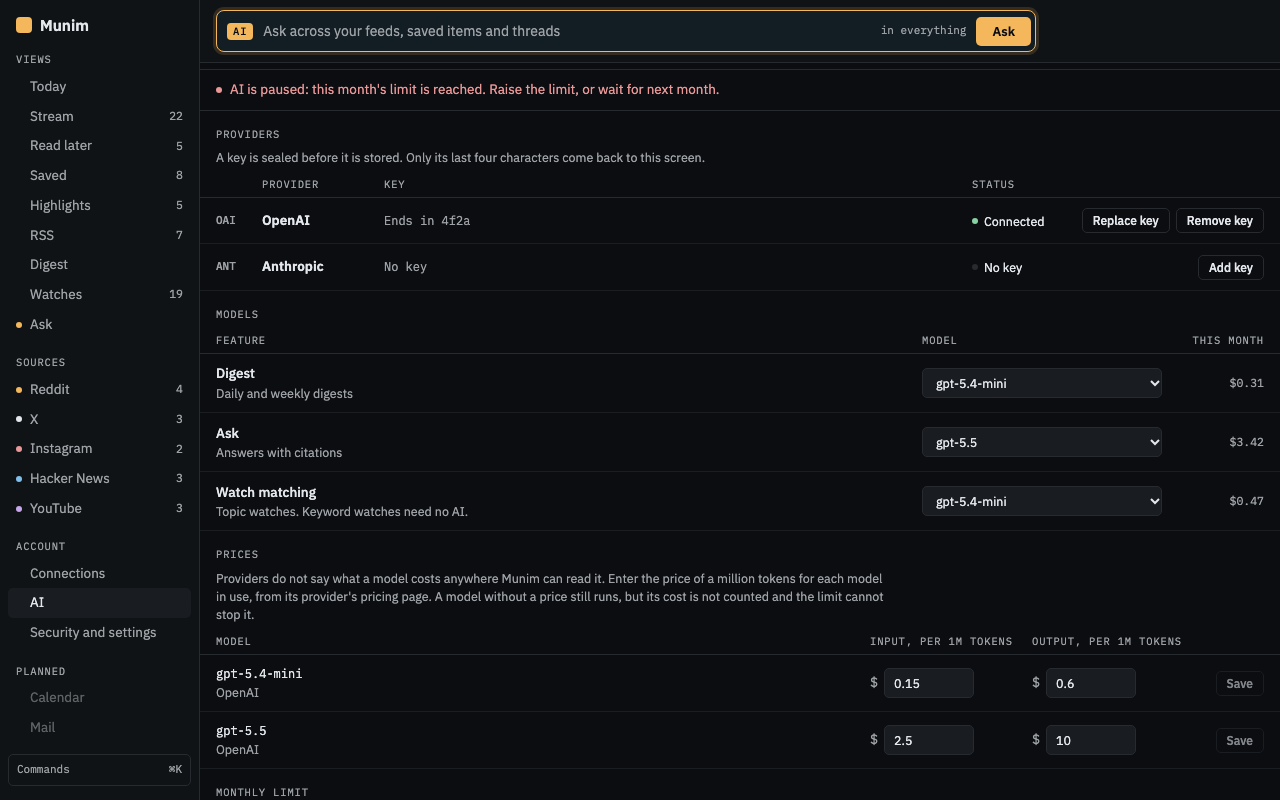 Munim
AI Ask across your feeds, saved items and threads in everything Ask
VIEWS
Today
Stream 22
Read later 5
Saved 8
Highlights 5
RSS 7
Digest
Watches 19
Ask
SOURCES
Reddit 4
X 3
Instagram 2
Hacker News 3
YouTube 3
ACCOUNT
Connections
AI
Security and settings
PLANNED
Calendar
Mail
Commands ⌘K
AI is paused: this month's limit is reached. Raise the limit, or wait for next month.
PROVIDERS
A key is sealed before it is stored. Only its last four characters come back to this screen.
PROVIDER KEY STATUS
OAI OpenAI Ends in 4f2a Connected Replace key Remove key
ANT Anthropic No key No key Add key
MODELS
FEATURE MODEL THIS MONTH
Digest
Daily and weekly digests
gpt-5.4-mini $0.31
Ask
Answers with citations
gpt-5.5 $3.42
Watch matching
Topic watches. Keyword watches need no AI.
gpt-5.4-mini $0.47
PRICES
Providers do not say what a model costs anywhere Munim can read it. Enter the price of a million tokens for each model
in use, from its provider's pricing page. A model without a price still runs, but its cost is not counted and the limit cannot
stop it.
MODEL INPUT, PER 1M TOKENS OUTPUT, PER 1M TOKENS
gpt-5.4-mini
OpenAI
$ 0.15 $ 0.6 Save
gpt-5.5
OpenAI
$ 2.5 $ 10 Save
MONTHLY LIMIT